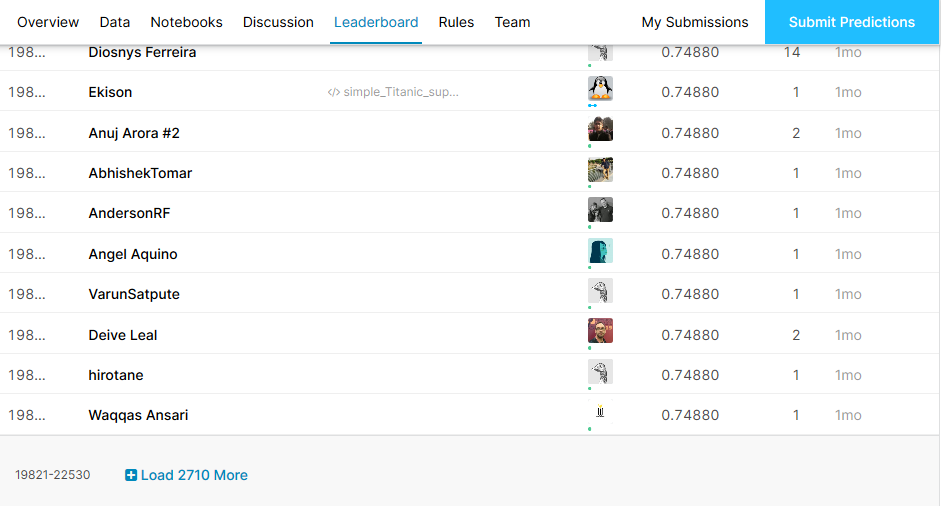 Overview Data Notebooks Discussion Leaderboard Rules Team My Submissions Submit Predictions
198... Diosnys Ferreira 0.74880 14 1mo
198... Ekison </> simple_Titanic_sup... 0.74880 1 1mo
198... Anuj Arora #2 0.74880 2 1mo
198... AbhishekTomar 0.74880 1 1mo
198... AndersonRF 0.74880 1 1mo
198... Angel Aquino 0.74880 1 1mo
198... VarunSatpute 0.74880 1 1mo
198... Deive Leal 0.74880 2 1mo
198... hirotane 0.74880 1 1mo
198... Waqqas Ansari 0.74880 1 1mo
19821-22530 Load 2710 More